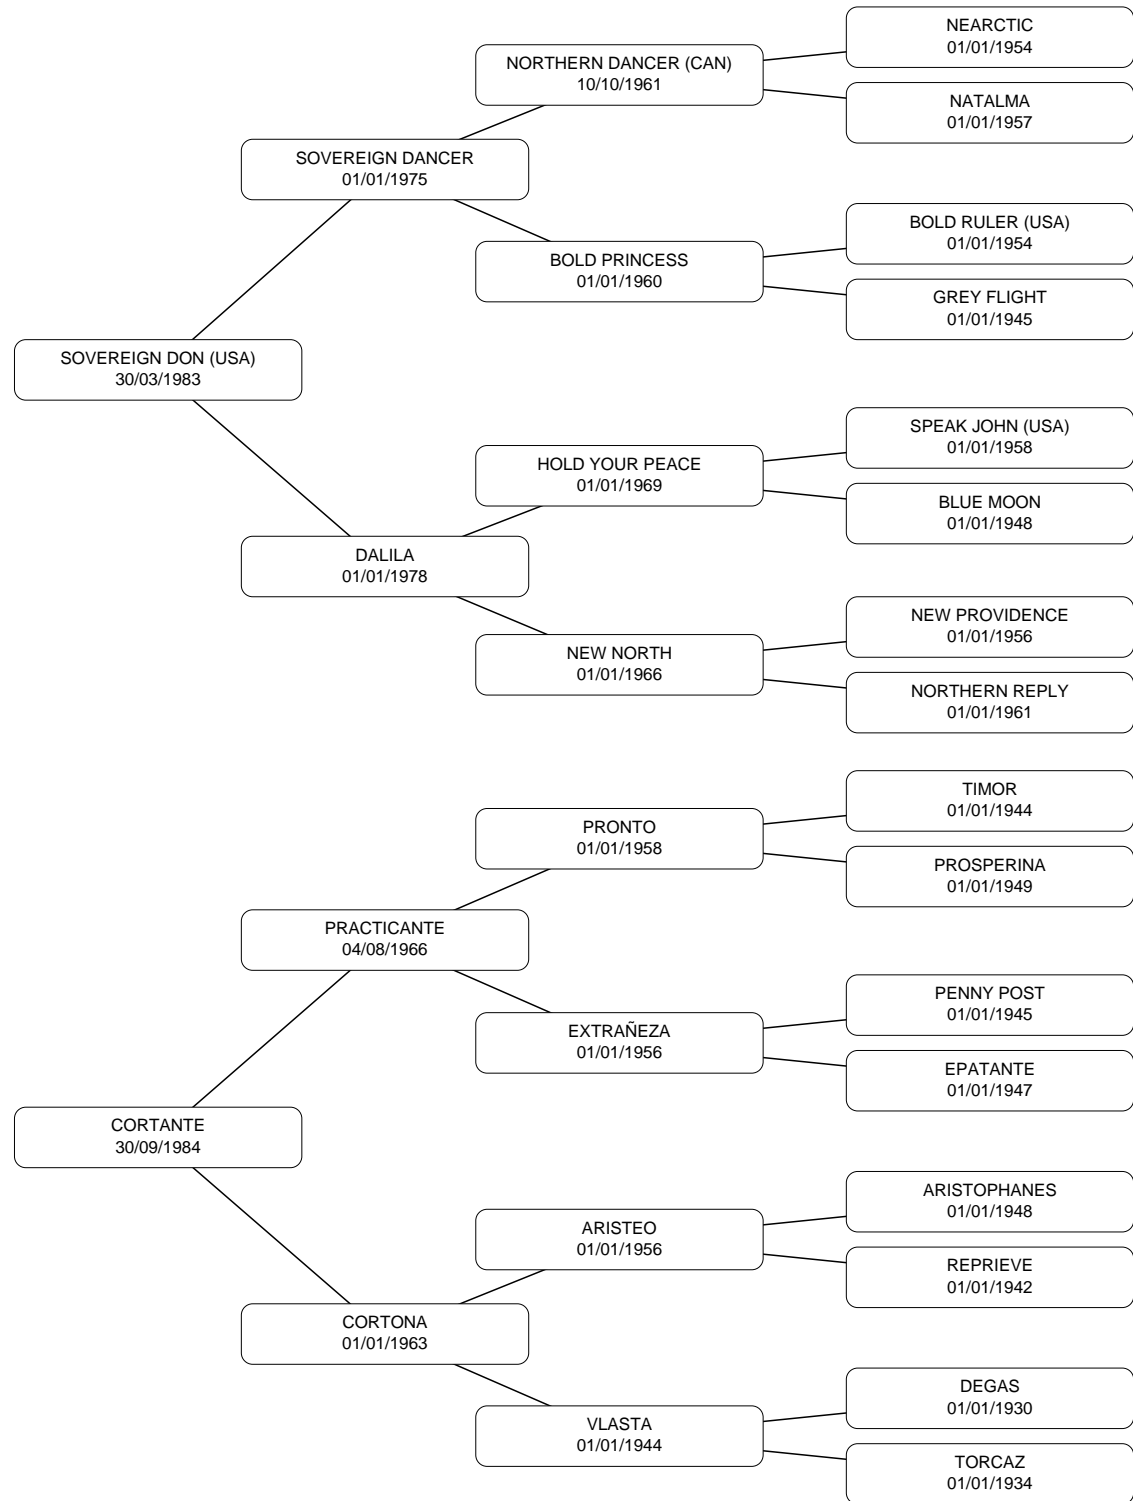 NEARCTIC
01/01/1954
NORTHERN DANCER (CAN)
10/10/1961
NATALMA
01/01/1957
SOVEREIGN DANCER
01/01/1975
BOLD RULER (USA)
01/01/1954
BOLD PRINCESS
01/01/1960
GREY FLIGHT
01/01/1945
SOVEREIGN DON (USA)
30/03/1983
SPEAK JOHN (USA)
01/01/1958
HOLD YOUR PEACE
01/01/1969
BLUE MOON
01/01/1948
DALILA
01/01/1978
NEW PROVIDENCE
01/01/1956
NEW NORTH
01/01/1966
NORTHERN REPLY
01/01/1961
TIMOR
01/01/1944
PRONTO
01/01/1958
PROSPERINA
01/01/1949
PRACTICANTE
04/08/1966
PENNY POST
01/01/1945
EXTRAÑEZA
01/01/1956
EPATANTE
01/01/1947
CORTANTE
30/09/1984
ARISTOPHANES
01/01/1948
ARISTEO
01/01/1956
REPRIEVE
01/01/1942
CORTONA
01/01/1963
DEGAS
01/01/1930
VLASTA
01/01/1944
TORCAZ
01/01/1934